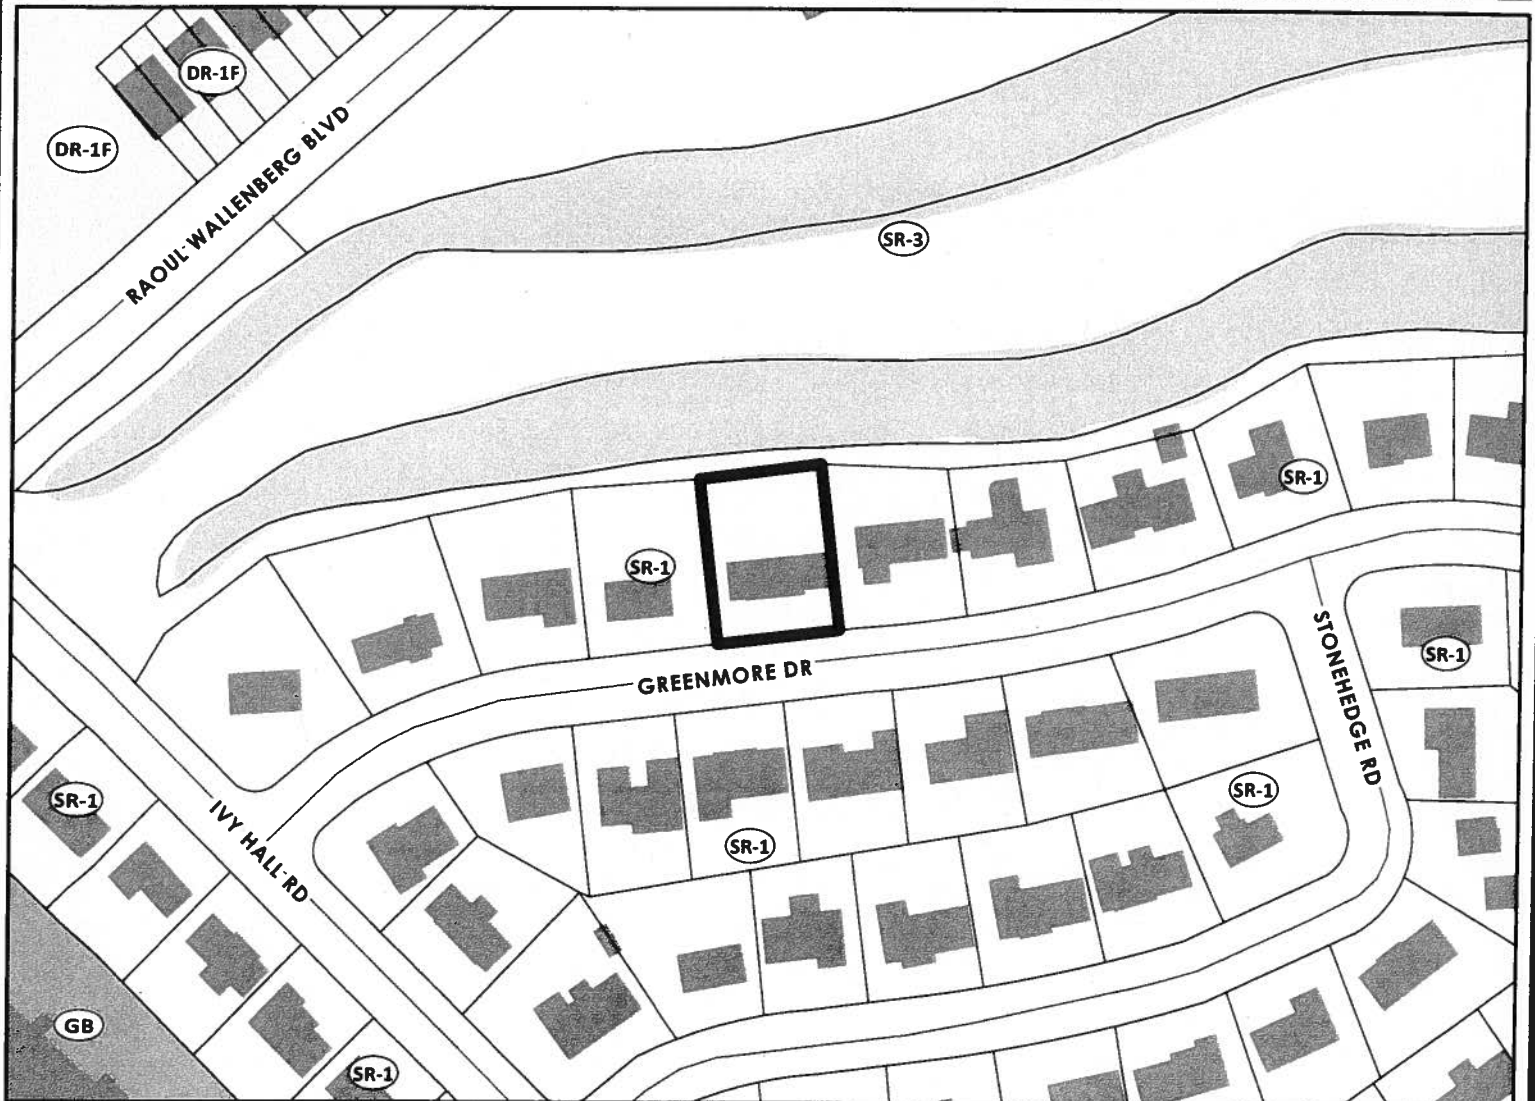 DR-1F
DR-1F
RAOUL WALLENBERG BLVD
SR-3
SR-1
SR-1
GREENMORE DR
STONEHEDGE RD
SR-1
SR-1
SR-1
IVY HALL RD
SR-1
GB
SR-1